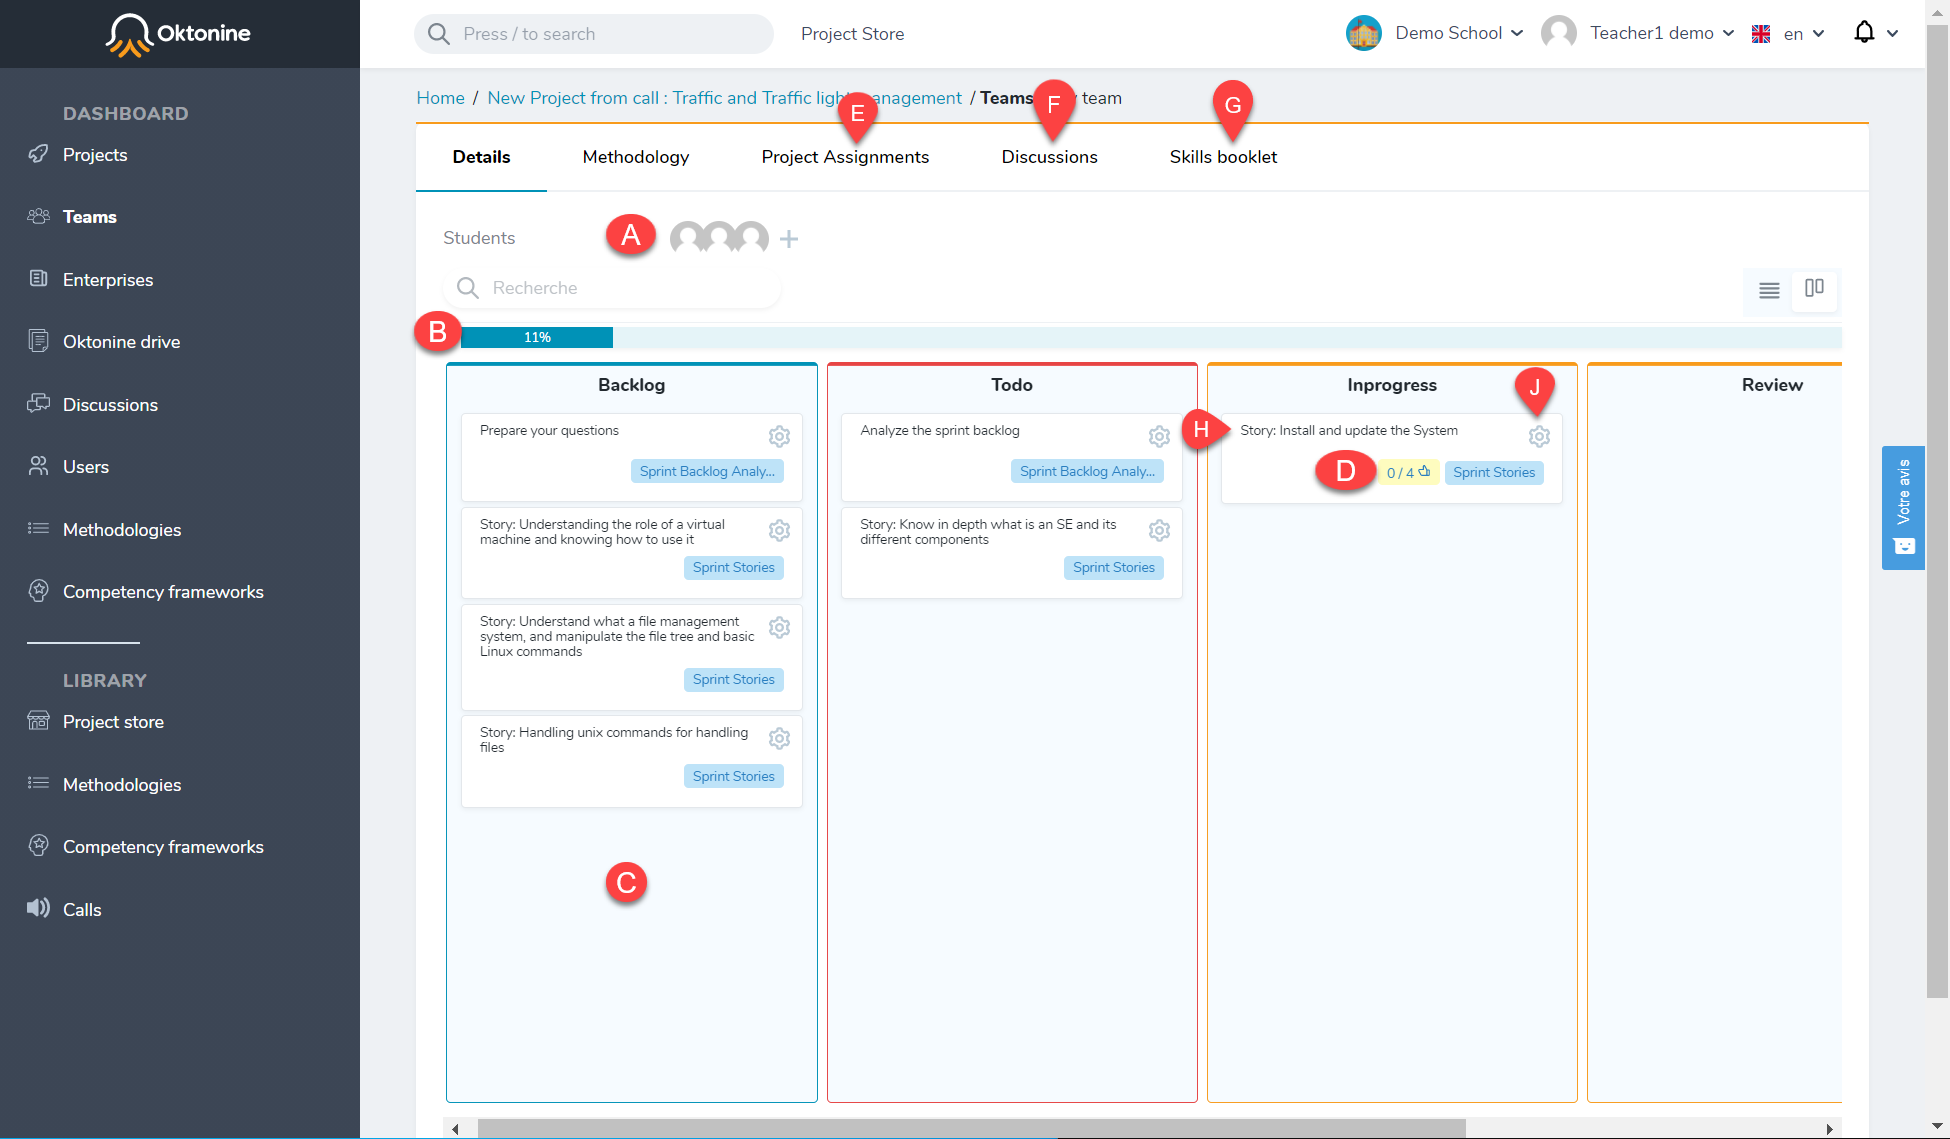 Oktonine
Press / to search
Project Store
Demo School
Teacher1 demo
en
DASHBOARD
Projects
Teams
Enterprises
Oktonine drive
Discussions
Users
Methodologies
Competency frameworks
LIBRARY
Project store
Methodologies
Competency frameworks
Calls
Home / New Project from call : Traffic and Traffic light / Teams team
E
F
G
Details
Methodology
Project Assignments
Discussions
Skills booklet
Students
A
Recherche
B
11%
Backlog
Prepare your questions
Sprint Backlog Analy...
Story: Understanding the role of a virtual
machine and knowing how to use it
Sprint Stories
Story: Understand what a file management
system, and manipulate the file tree and basic
Linux commands
Sprint Stories
Story: Handling unix commands for handling
files
Sprint Stories
C
Todo
Analyze the sprint backlog
Sprint Backlog Analy...
Story: Know in depth what is an SE and its
different components
Sprint Stories
Inprogress
J
H
Story: Install and update the System
D
0 / 4
Sprint Stories
Review
Votre avis